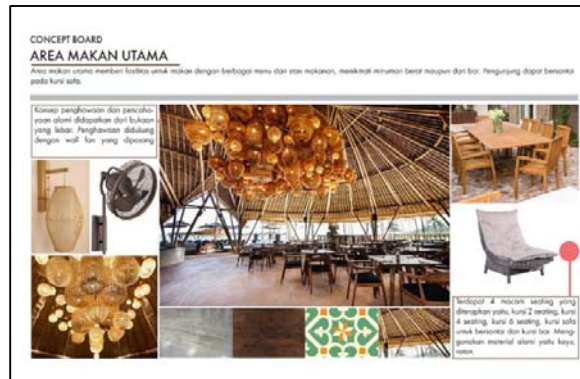 CONCEPT BOARD
AREA MAKAN UTAMA
Area makan utama memberi fasilitas untuk makan dengan berbagai menu dari stan makanan, menikmati minuman berat maupun dari bar. Pengunjung dapat bersantai
pada kursi sofa.
Konsep penghawaan dan pencaha-
yaan alami didapatkan dari bukaan
yang lebar. Penghawaan didukung
dengan wall fan yang dipasang
Terdapat 4 macam seating yang
diterapkan yaitu, kursi 2 seating, kursi
4 seating, kursi 6 seating, kursi sofa
untuk bersantai dan kursi bar. Meng-
gunakan material alami yaitu kayu,
rotan.